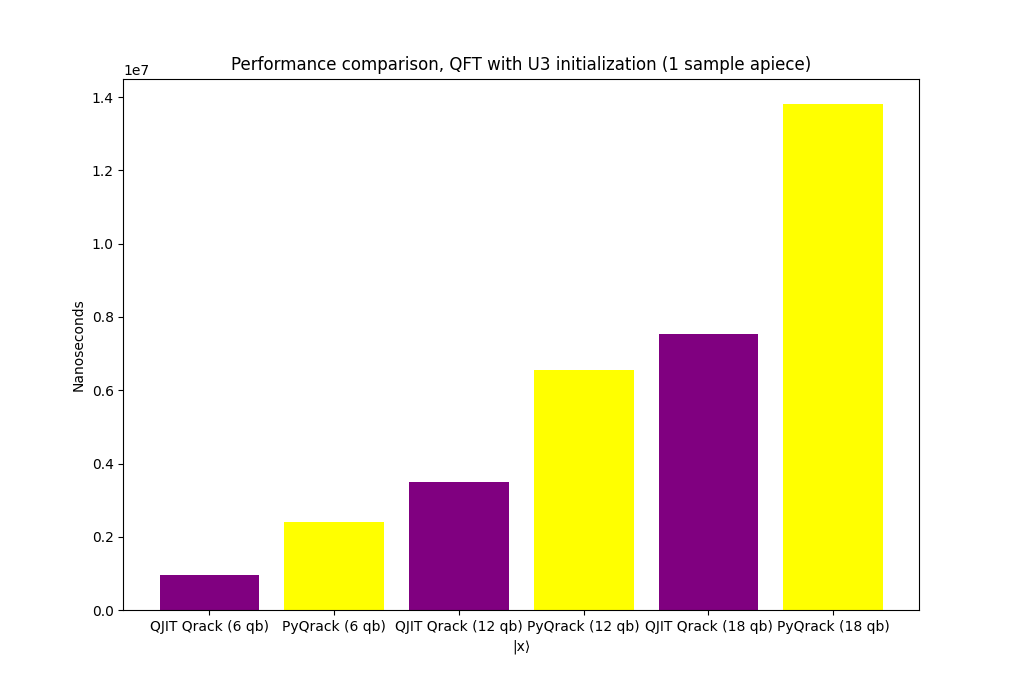 Performance comparison, QFT with U3 initialization (1 sample apiece)
1e7
1.4
1.2
1.0
0.8
0.6
0.4
0.2
0.0
Nanoseconds
QJIT Qrack (6 qb) PyQrack (6 qb) QJIT Qrack (12 qb) PyQrack (12 qb) QJIT Qrack (18 qb) PyQrack (18 qb)
|x⟩